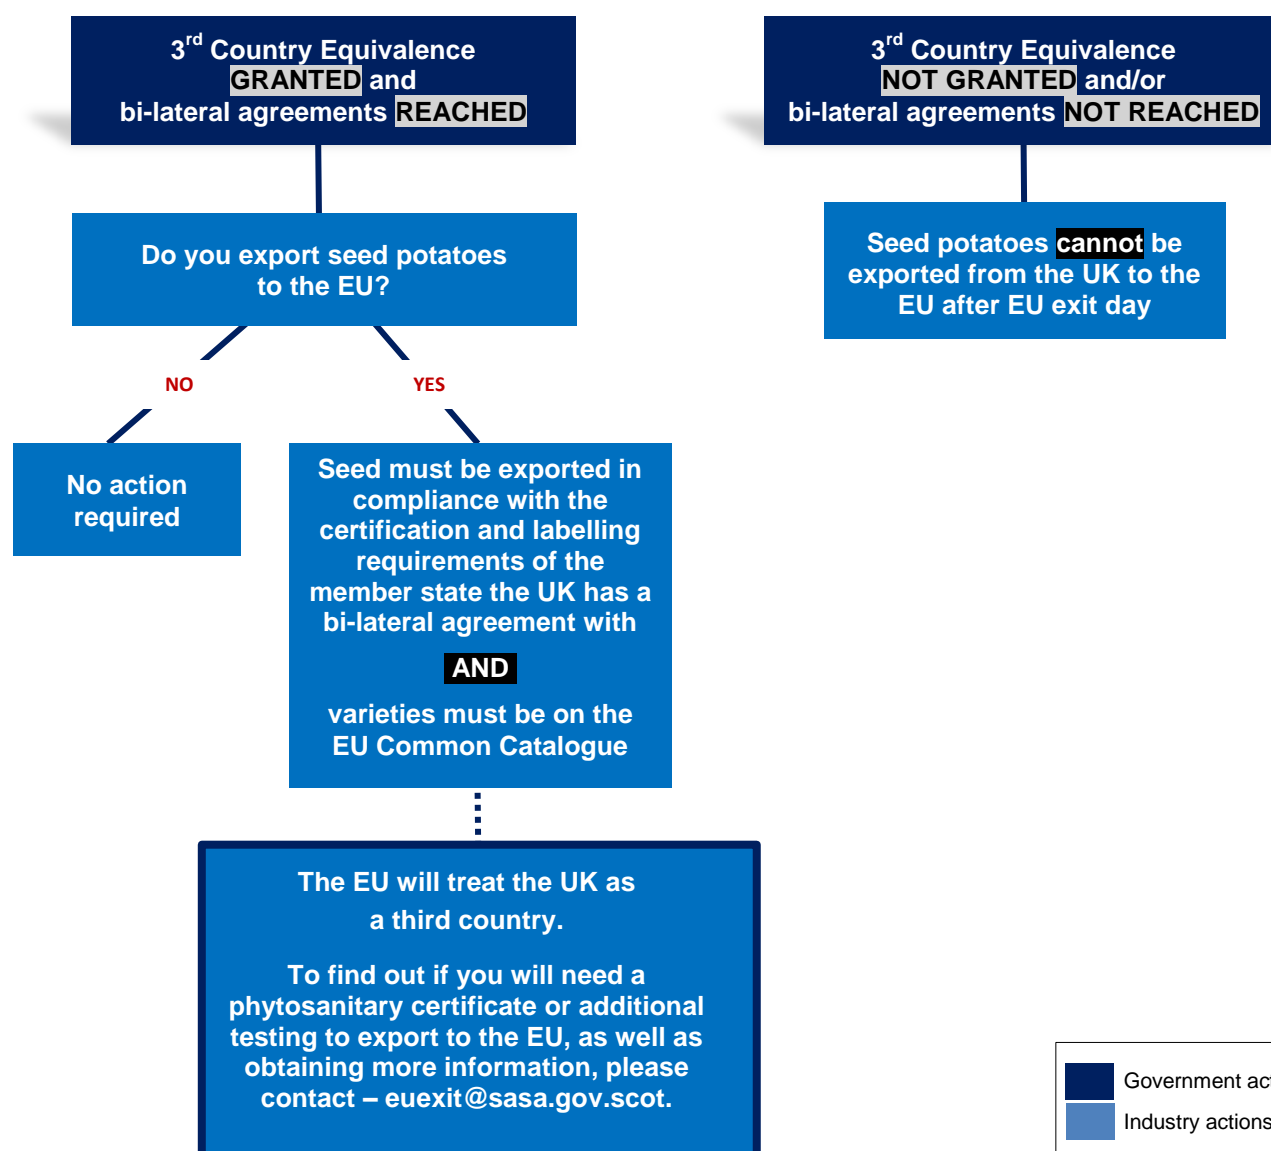 3rd Country Equivalence
GRANTED and
bi-lateral agreements REACHED
3rd Country Equivalence
NOT GRANTED and/or
bi-lateral agreements NOT REACHED
Do you export seed potatoes
to the EU?
Seed potatoes cannot be
exported from the UK to the
EU after EU exit day
NO
YES
No action
required
Seed must be exported in
compliance with the
certification and labelling
requirements of the
member state the UK has a
bi-lateral agreement with
AND
varieties must be on the
EU Common Catalogue
The EU will treat the UK as
a third country.
To find out if you will need a
phytosanitary certificate or additional
testing to export to the EU, as well as
obtaining more information, please
contact – euexit@sasa.gov.scot.
Government
Industry actions